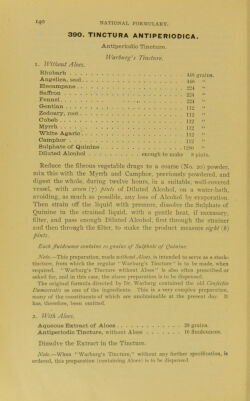 140 NATIONAL FORMULARY.
390. TINCTURA ANTIPERIODICA.
Antiperiodic Tincture.
Warburg's Tincture.
1. Without Aloes.
Rhubarb 448 grains.
Angelica, seed 448 "
Elecampane 224 "
Saffron 224 "
Fennel 224 "
Gentian 112 "
Zedoary, root 112 "
Cubeb 112 "
Myrrh 112 "
White Agaric 112 "
Camphor 112 "
Sulphate of Quinine 1280 "
Diluted Alcohol enough to make 8 pints.
Reduce the fibrous vegetable drugs to a coarse (No. 20) powder,
mix this with the Myrrh and Camphor, previously powdered, and
digest the whole, during twelve hours, in a suitable, well-covered
vessel, with seven (7) pints of Diluted Alcohol, on a water-bath,
avoiding, as much as possible, any loss of Alcohol by evaporation.
Then strain off the liquid with pressure, dissolve the Sulphate of
Quinine in the strained liquid, with a gentle heat, if necessary,
filter, and pass enough Diluted Alcohol, first through the strainer
and then through the filter, to make the product measure eight (8)
pints.
Each fluidounce contains 10 grains of Sulphate of Quinine.
Note.—This preparation, made without Aloes, is intended to serve as a stock-
tincture, from which the regular "Warburg's Tincture" is to be made, when
required. "Warburg's Tincture without Aloes" is also often prescribed or
asked for, and in this case, the above preparation is to be dispensed.
The original formula directed by Dr. Warburg contained the old Confectio
Democratis as one of the ingredients. This is a very complex preparation,
many of the constituents of which are unobtainable at the present day. It
has, therefore, been omitted.
2. With Aloes.
Aqueous Extract of Aloes 28 grains.
Antiperiodic Tincture, without Aloes 16 fluidounces.
Dissolve the Extract in the Tincture.
Note.—When "Warburg's Tincture," without any further specification, is
ordered, this preparation (containing Aloes) is to be dispensed.